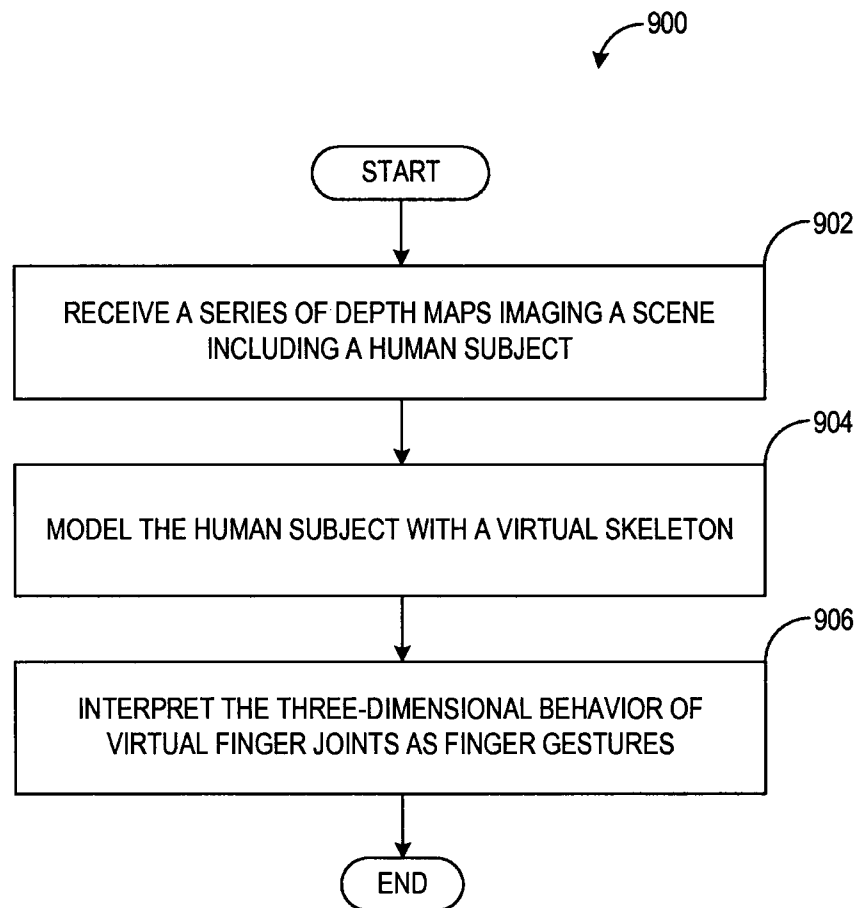 900
START
902
RECEIVE A SERIES OF DEPTH MAPS IMAGING A SCENE
INCLUDING A HUMAN SUBJECT
904
MODEL THE HUMAN SUBJECT WITH A VIRTUAL SKELETON
906
INTERPRET THE THREE-DIMENSIONAL BEHAVIOR OF
VIRTUAL FINGER JOINTS AS FINGER GESTURES
END